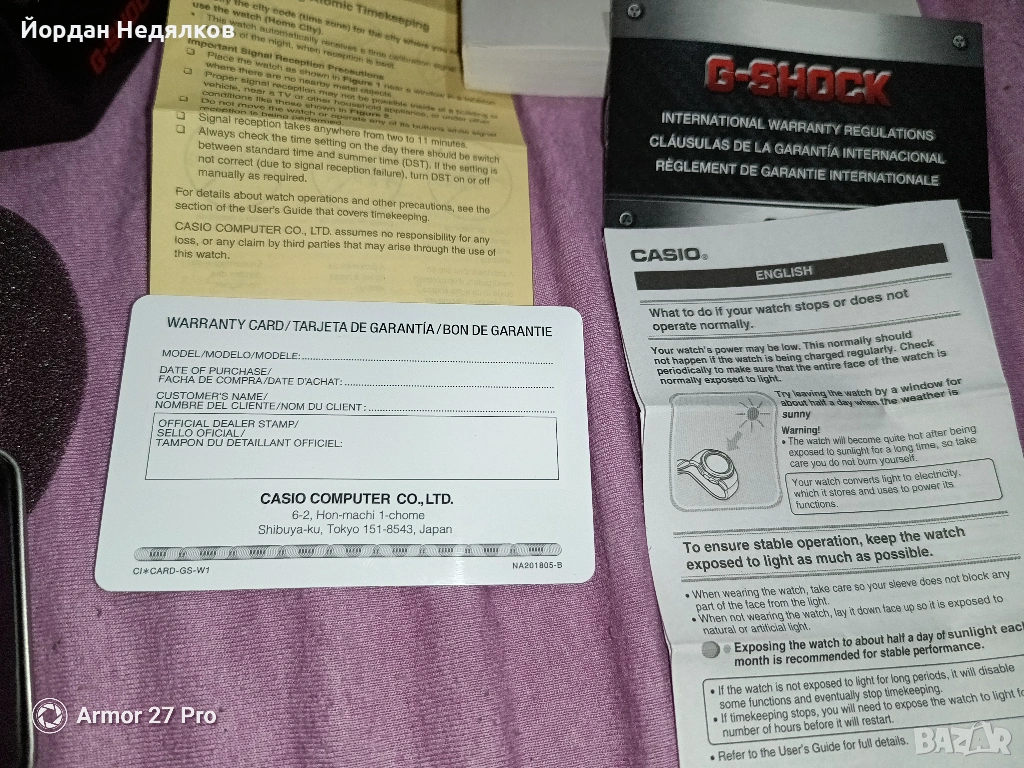 Йордан Недялков
G-SHOCK
Atomic Timekeeping
the city code (time zone) for the city where you
use the watch (Home City).
This watch automatically receives a time calibration signal
of the night, when reception is best.
Important Signal Reception Precautions
❏ Place the watch as shown in Figure 1 near a window in a location
where there are no nearby metal objects.
❏ Proper signal reception may not be possible inside of a building or
vehicle, near a TV or other household appliance, or under other
conditions like those shown in Figure
❏ Do not move the watch or operate any of its buttons while signal
reception is being performed.
❏ Signal reception takes anywhere from two to 11 minutes.
❏ Always check the time setting on the day there should be switch
between standard time and summer time (DST). If the setting is
not correct (due to signal reception failure), turn DST on or off
manually as required.
For details about watch operations and other precautions, see the
section of the User's Guide that covers timekeeping.
CASIO COMPUTER CO., LTD. assumes no responsibility for any
loss, or any claim by third parties that may arise through the use of
this watch.
G-SHOCK
INTERNATIONAL WARRANTY REGULATIONS
CLÁUSULAS DE LA GARANTÍA INTERNACIONAL
RÈGLEMENT DE GARANTIE INTERNATIONALE
WARRANTY CARD/TARJETA DE GARANTÍA/BON DE GARANTIE
MODEL/MODELO/MODELE:
DATE OF PURCHASE/
FACHA DE COMPRA/DATE D'ACHAT:
CUSTOMER'S NAME/
NOMBRE DEL CLIENTE/NOM DU CLIENT:
OFFICIAL DEALER STAMP/
SELLO OFICIAL/
TAMPON DU DETAILLANT OFFICIEL:
CASIO COMPUTER CO.,LTD.
6-2, Hon-machi 1-chome
Shibuya-ku, Tokyo 151-8543, Japan
CI*CARD-GS-W1
NA201805-B
CASIO®
ENGLISH
What to do if your watch stops or does not
operate normally.
Your watch's power may be low. This normally should
not happen if the watch is being charged regularly. Check
periodically to make sure that the entire face of the watch is
normally exposed to light.
Try leaving the watch by a window for
about half a day when the weather is
sunny
Warning!
• The watch will become quite hot after being
exposed to sunlight for a long time, so take
care you do not burn yourself.
Your watch converts light to electricity,
which it stores and uses to power its
functions.
To ensure stable operation, keep the watch
exposed to light as much as possible.
• When wearing the watch, take care so your sleeve does not block any
part of the face from the light.
• When not wearing the watch, lay it down face up so it is exposed to
natural or artificial light.
Exposing the watch to about half a day of sunlight each
month is recommended for stable performance.
• If the watch is not exposed to light for long periods, it will disable
some functions and eventually stop timekeeping.
• If timekeeping stops, you will need to expose the watch to light for
number of hours before it will restart.
• Refer to the User's Guide for full details.
Armor 27 Pro
BAZAR